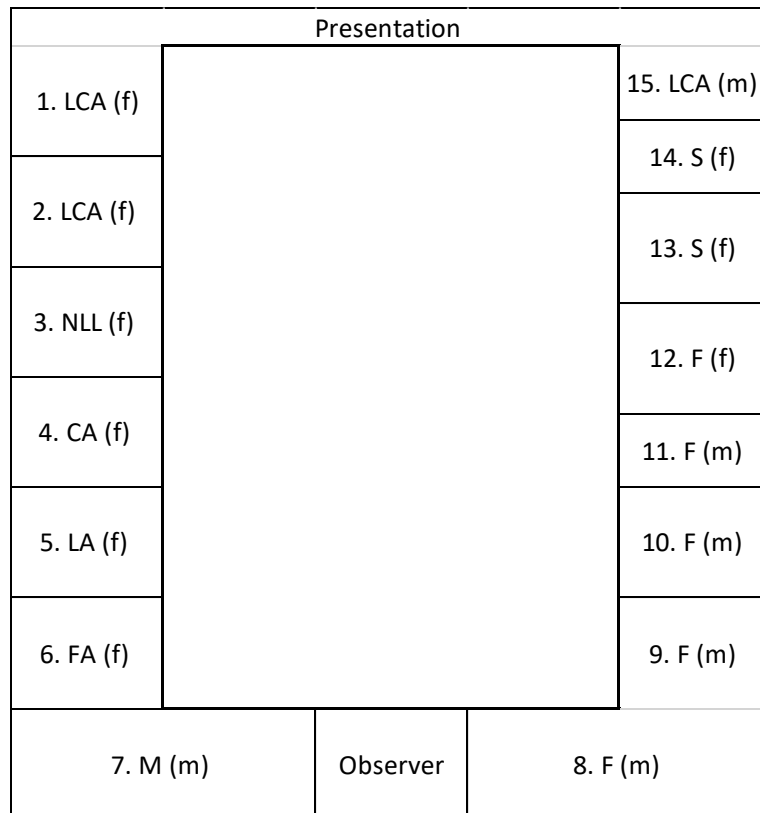 Presentation
1. LCA (f)
2. LCA (f)
3. NLL (f)
4. CA (f)
5. LA (f)
6. FA (f)
7. M (m)
Observer
8. F (m)
9. F (m)
10. F (m)
11. F (m)
12. F (f)
13. S (f)
14. S (f)
15. LCA (m)